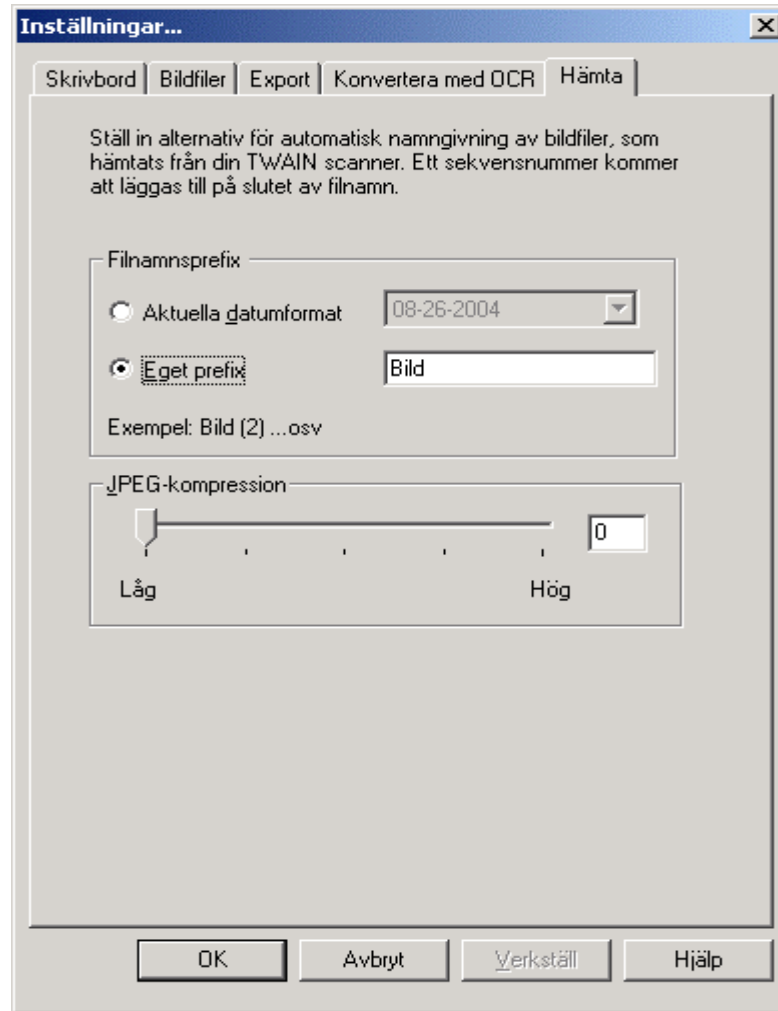 Inställningar...
Skrivbord Bildfiler Export Konvertera med OCR Hämta
Ställ in alternativ för automatisk namngivning av bildfiler, som
hämtats från din TWAIN scanner. Ett sekvensnummer kommer
att läggas till på slutet av filnamn.
Filnamnsprefix
Aktuella datumformat 08-26-2004
Eget prefix Bild
Exempel: Bild (2) ...osv
JPEG-kompression
0
Låg Hög
OK Avbryt Verkställ Hjälp